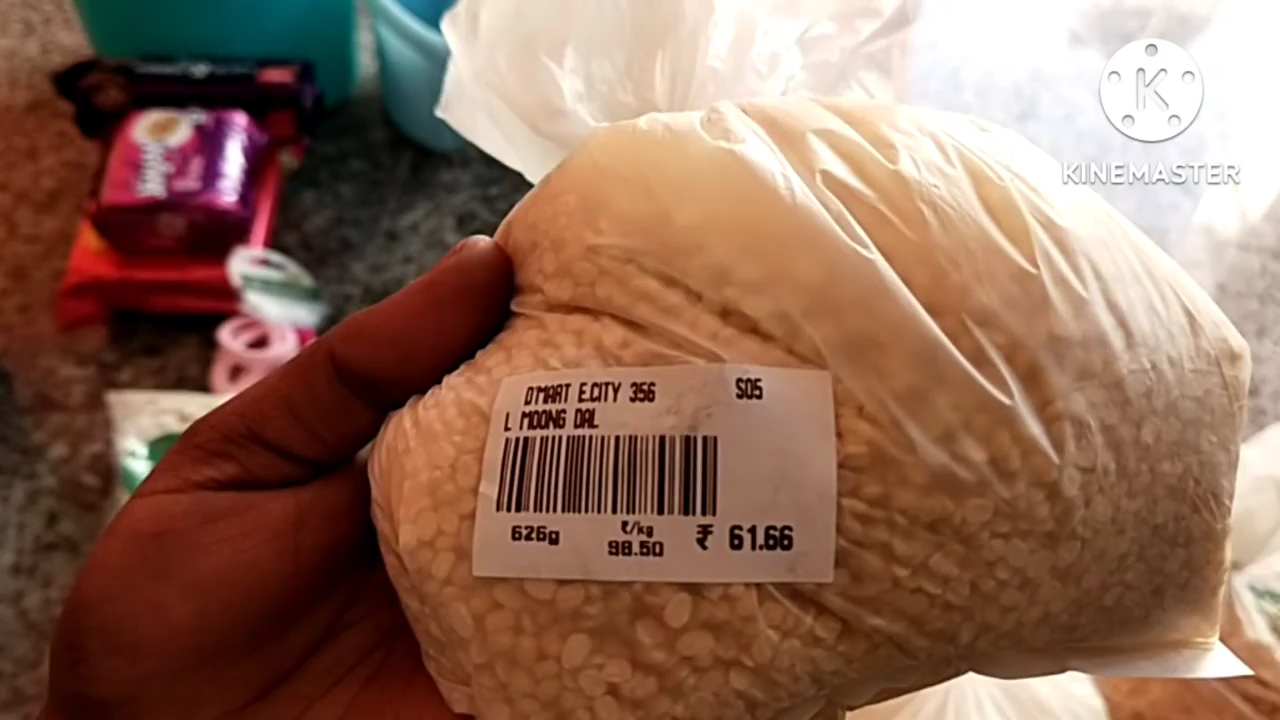 K
KINEMASTER
D'MART E.CITY 356 S05
L MOONG DAL
626g ₹/kg 98.50 ₹ 61.66